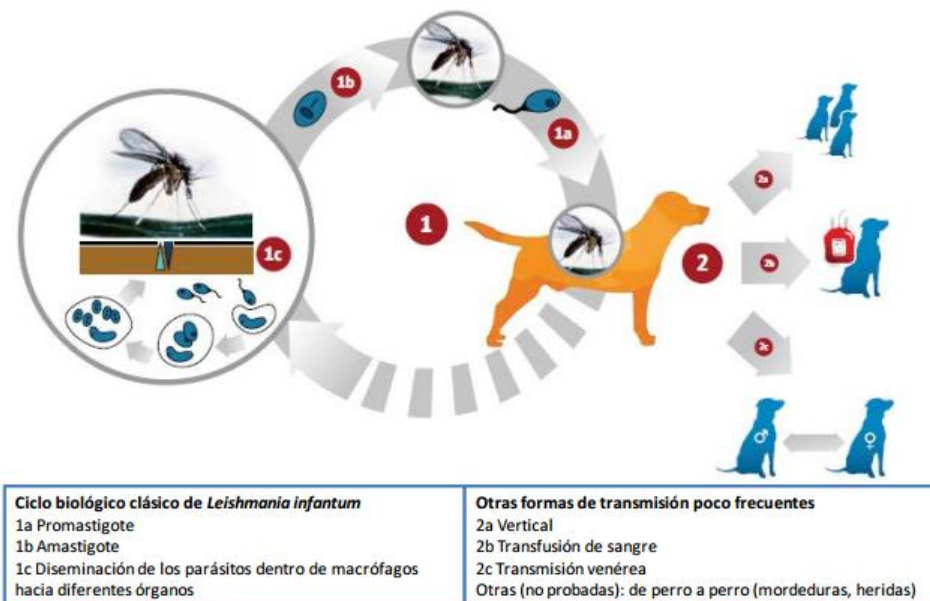 1b
1a
1
1c
2
2a
2b
2c
♂
♀
Ciclo biológico clásico de Leishmania infantum
1a Promastigote
1b Amastigote
1c Diseminación de los parásitos dentro de macrófagos
hacia diferentes órganos
Otras formas de transmisión poco frecuentes
2a Vertical
2b Transfusión de sangre
2c Transmisión venérea
Otras (no probadas): de perro a perro (mordeduras, heridas)